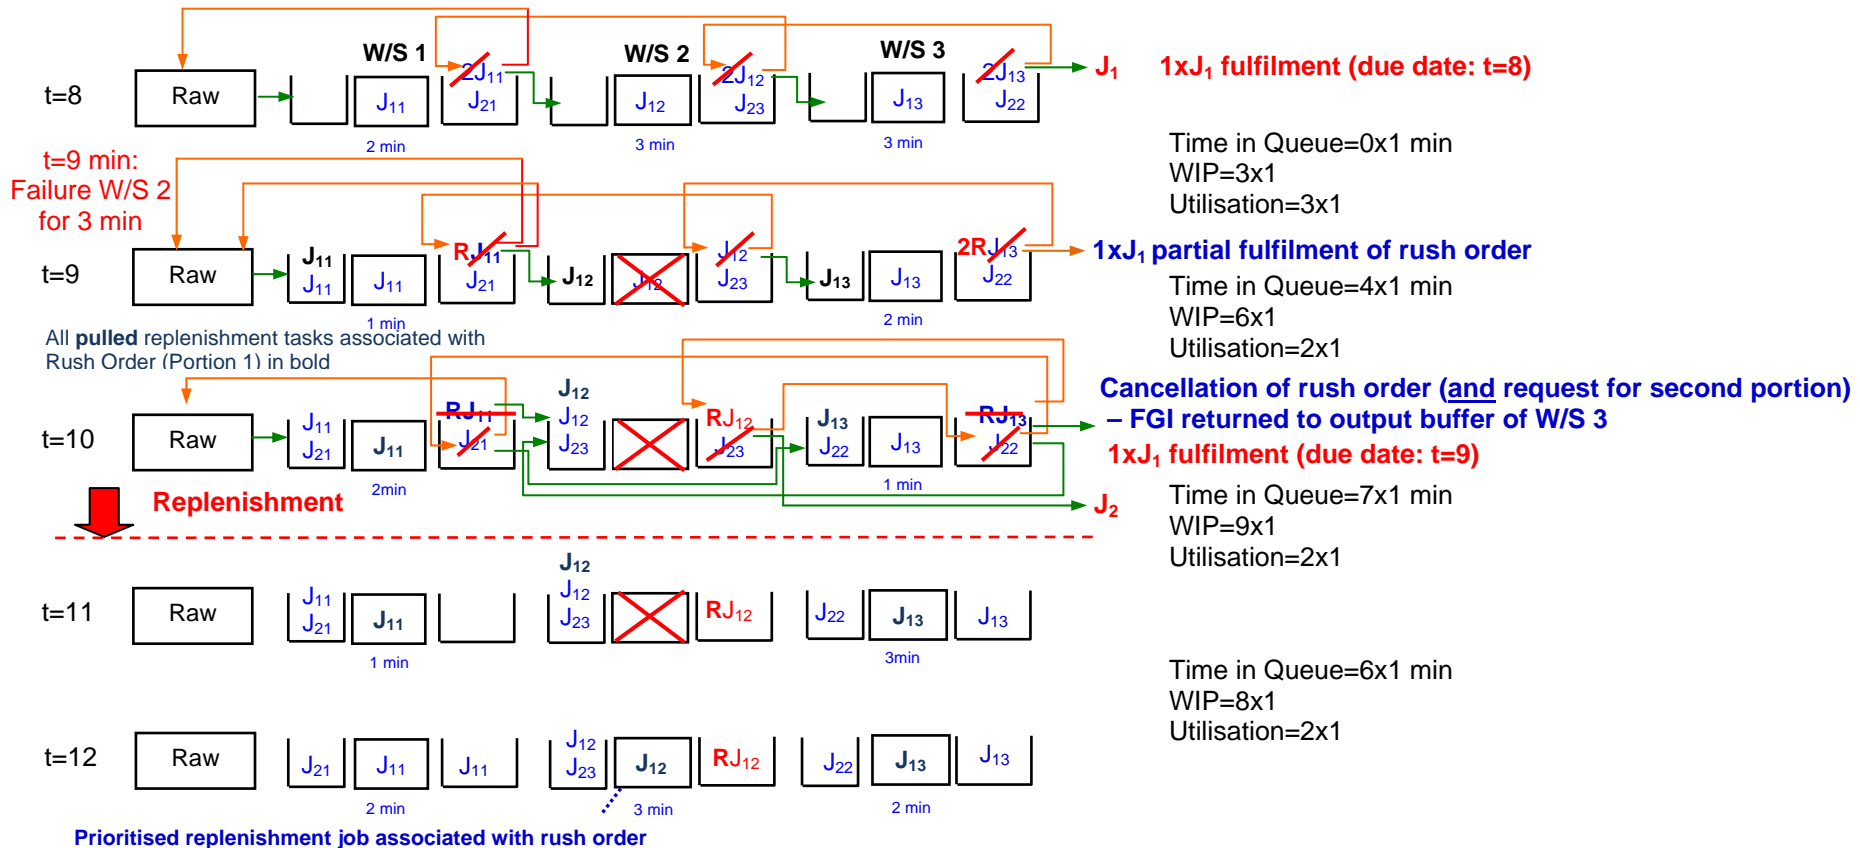 W/S 1 W/S 2 W/S 3
t=8 Raw J11 2J11 J21 J12 2J12 J23 J13 2J13 J22 J1 1xJ1 fulfilment (due date: t=8)
2 min 3 min 3 min
Time in Queue=0x1 min
WIP=3x1
Utilisation=3x1
t=9 min:
Failure W/S 2
for 3 min
t=9 Raw J11 J11 J11 RJ11 J21 J12 J12 J12 J23 J13 J13 2RJ13 J22 1xJ1 partial fulfilment of rush order
1 min 2 min
Time in Queue=4x1 min
WIP=6x1
Utilisation=2x1
All pulled replenishment tasks associated with
Rush Order (Portion 1) in bold
t=10 Raw J11 J21 J11 RJ11 J21 J12 J12 J23 RJ12 J23 J13 J22 J13 RJ13 J22
2min 1 min
Cancellation of rush order (and request for second portion)
– FGI returned to output buffer of W/S 3
1xJ1 fulfilment (due date: t=9)
J2
Time in Queue=7x1 min
WIP=9x1
Utilisation=2x1
Replenishment
t=11 Raw J11 J21 J11 J12 J12 J23 RJ12 J22 J13 J13
1 min 3min
Time in Queue=6x1 min
WIP=8x1
Utilisation=2x1
t=12 Raw J21 J11 J11 J12 J23 J12 RJ12 J22 J13 J13
2 min 3 min 2 min
Prioritised replenishment job associated with rush order